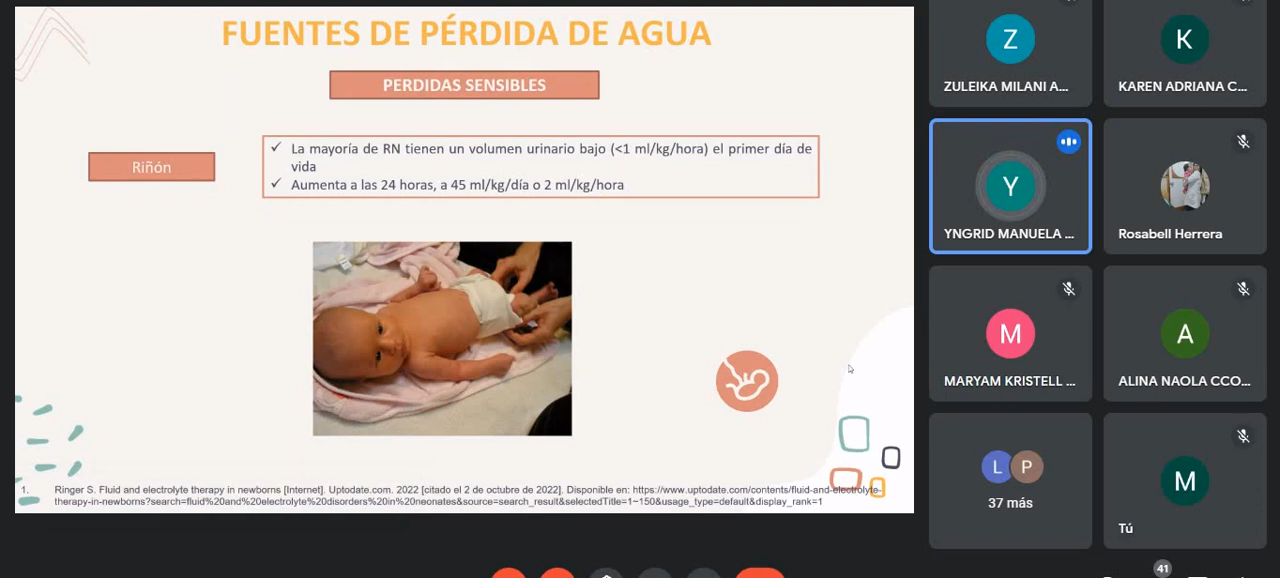 FUENTES DE PÉRDIDA DE AGUA
PERDIDAS SENSIBLES
Riñón
✓ La mayoría de RN tienen un volumen urinario bajo (<1 ml/kg/hora) el primer día de
vida
✓ Aumenta a las 24 horas, a 45 ml/kg/día o 2 ml/kg/hora
1. Ringer S. Fluid and electrolyte therapy in newborns [Internet]. Uptodate.com. 2022 [citado el 2 de octubre de 2022]. Disponible en: https://www.uptodate.com/contents/fluid-and-electrolyte-
therapy-in-newborns?search=fluid%20and%20electrolyte%20disorders%20in%20neonates&source=search_result&selectedTitle=1~150&usage_type=default&display_rank=1
Z
ZULEIKA MILANI A...
K
KAREN ADRIANA C...
Y
YNGRID MANUELA ...
Rosabell Herrera
M
MARYAM KRISTELL ...
A
ALINA NAOLA CCO...
L P
37 más
M
Tú
41